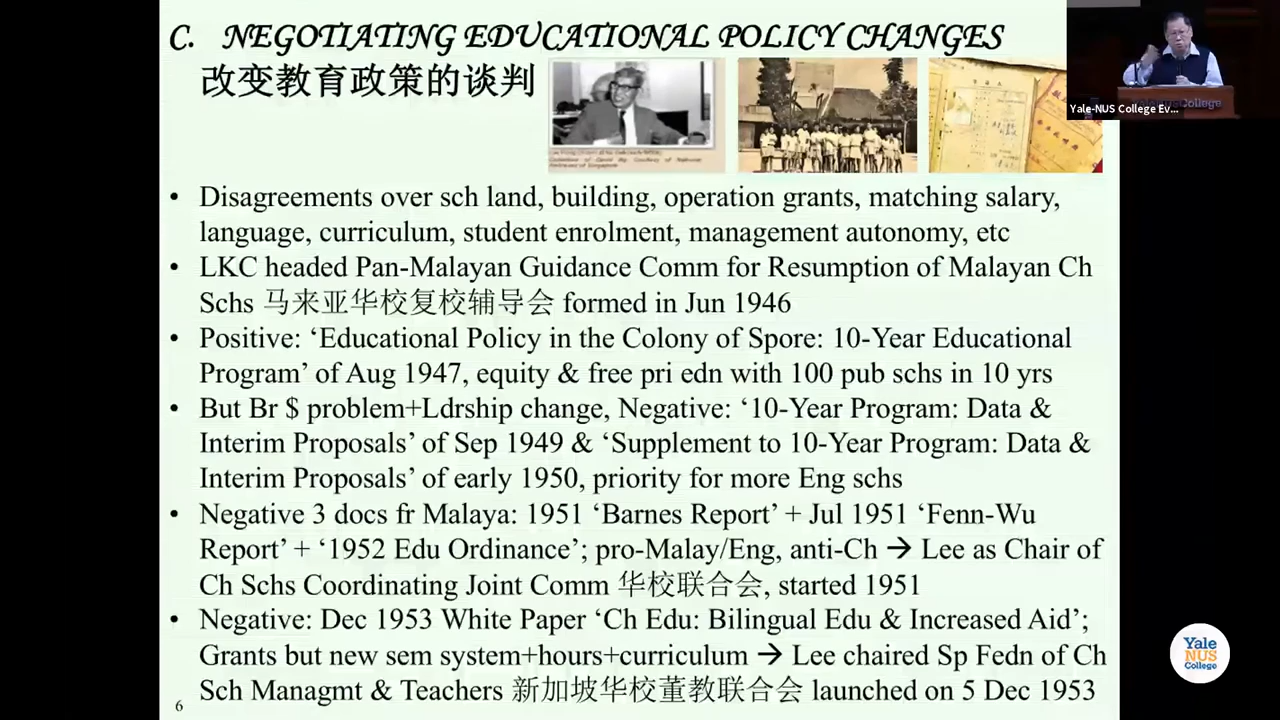 C. NEGOTIATING EDUCATIONAL POLICY CHANGES
改变教育政策的谈判
Yale-NUS College Ev...
• Disagreements over sch land, building, operation grants, matching salary,
language, curriculum, student enrolment, management autonomy, etc
• LKC headed Pan-Malayan Guidance Comm for Resumption of Malayan Ch
Schs 马来亚华校复校辅导会 formed in Jun 1946
• Positive: ‘Educational Policy in the Colony of Spore: 10-Year Educational
Program’ of Aug 1947, equity & free pri edn with 100 pub schs in 10 yrs
• But Br $ problem+Ldrship change, Negative: ‘10-Year Program: Data &
Interim Proposals’ of Sep 1949 & ‘Supplement to 10-Year Program: Data &
Interim Proposals’ of early 1950, priority for more Eng schs
• Negative 3 docs fr Malaya: 1951 ‘Barnes Report’ + Jul 1951 ‘Fenn-Wu
Report’ + ‘1952 Edu Ordinance’; pro-Malay/Eng, anti-Ch → Lee as Chair of
Ch Schs Coordinating Joint Comm 华校联合会, started 1951
• Negative: Dec 1953 White Paper ‘Ch Edu: Bilingual Edu & Increased Aid’;
Grants but new sem system+hours+curriculum → Lee chaired Sp Fedn of Ch
Sch Managmt & Teachers 新加坡华校董教联合会 launched on 5 Dec 1953
6
Yale
NUS
College